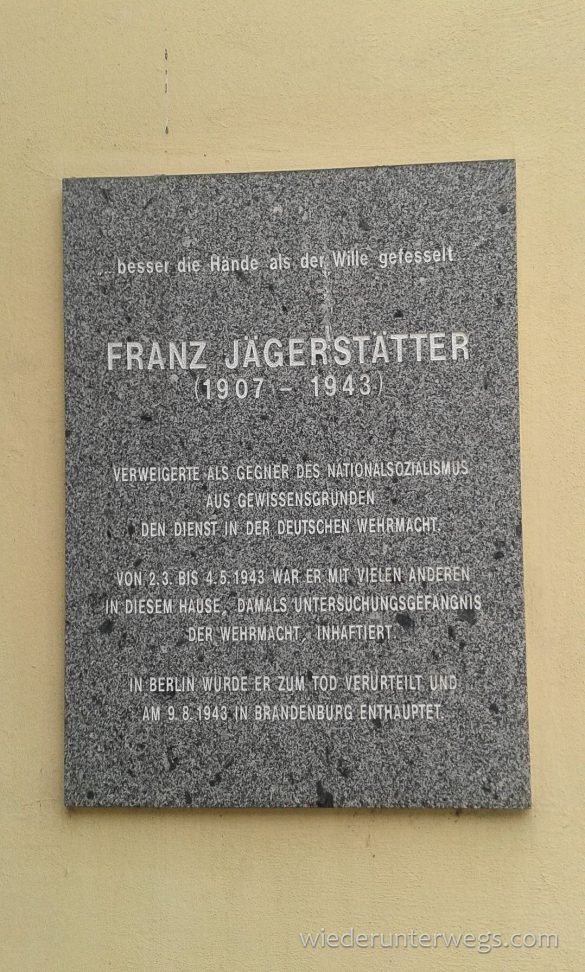 ...besser die Hände als der Wille gefesselt...
FRANZ JÄGERSTÄTTER
(1907 - 1943)
VERWEIGERTE ALS GEGNER DES NATIONALSOZIALISMUS
AUS GEWISSENSGRÜNDEN
DEN DIENST IN DER DEUTSCHEN WEHRMACHT.
VON 2.3. BIS 4.5.1943 WAR ER MIT VIELEN ANDEREN
IN DIESEM HAUSE, DAMALS UNTERSUCHUNGSGEFÄNGNIS
DER WEHRMACHT, INHAFTIERT.
IN BERLIN WURDE ER ZUM TOD VERURTEILT UND
AM 9.8.1943 IN BRANDENBURG ENTHAUPTET.
wiederunterwegs.com